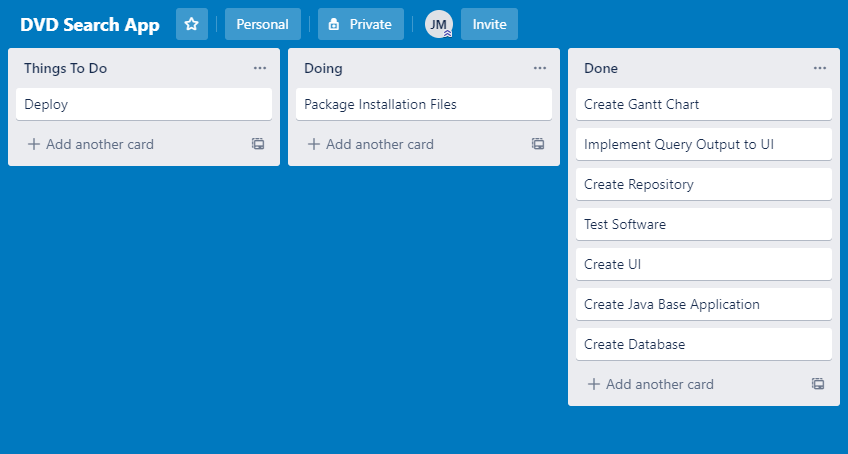 DVD Search App
Personal
Private
JM
Invite
Things To Do
Deploy
Add another card
Doing
Package Installation Files
Add another card
Done
Create Gantt Chart
Implement Query Output to UI
Create Repository
Test Software
Create UI
Create Java Base Application
Create Database
Add another card